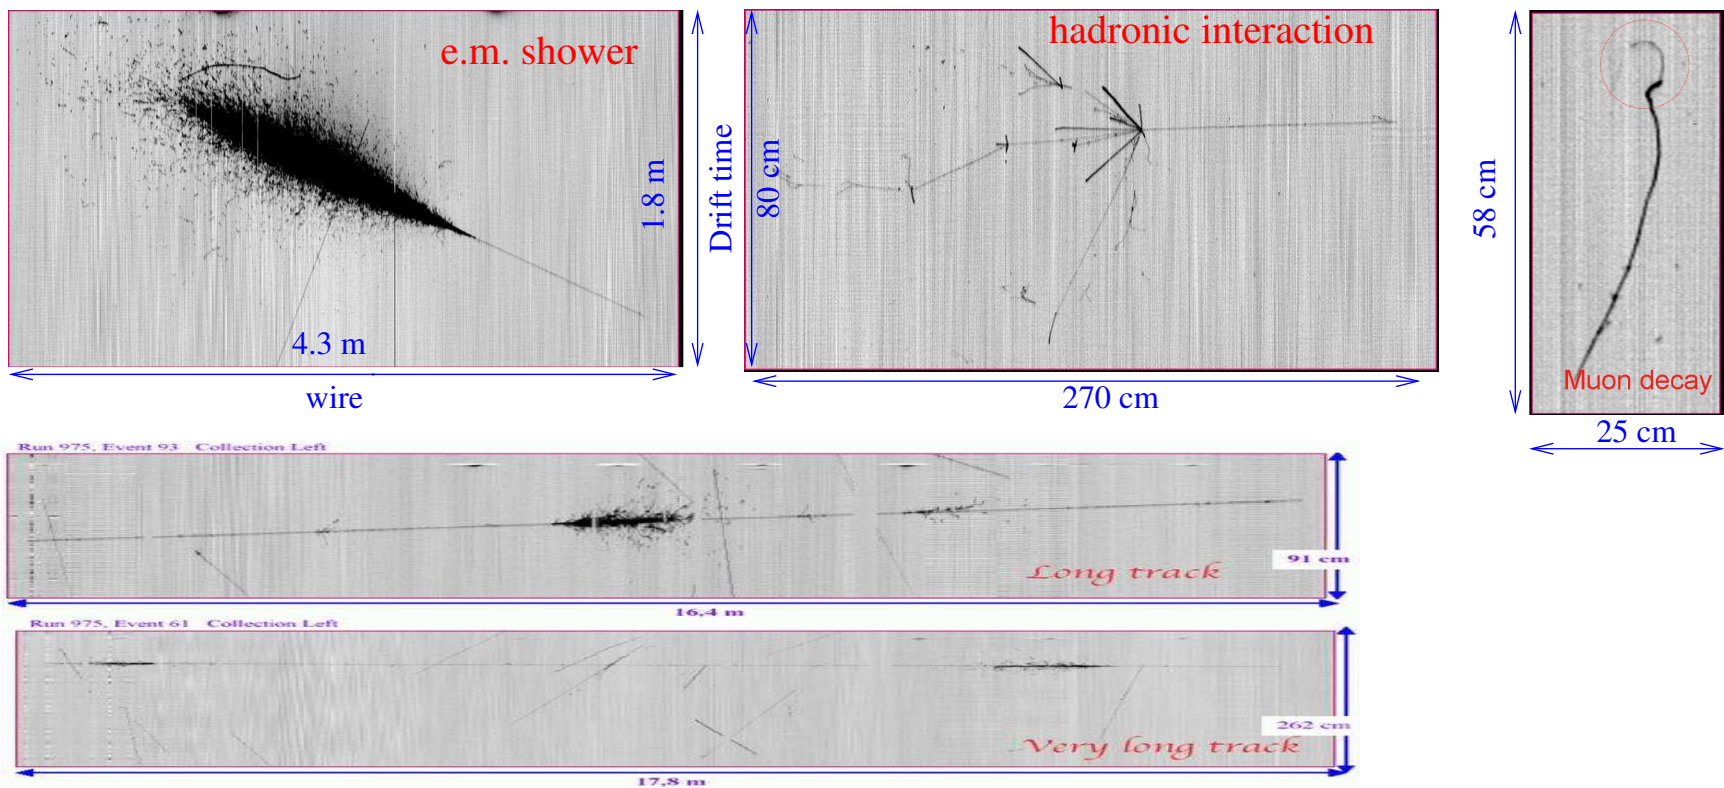 e.m. shower
1.8 m
4.3 m
wire
Drift time
hadronic interaction
80 cm
270 cm
58 cm
Muon decay
25 cm
Run 975, Event 93 Collection Left
Long track
91 cm
16,4 m
Run 975, Event 61 Collection Left
Very long track
262 cm
17,8 m